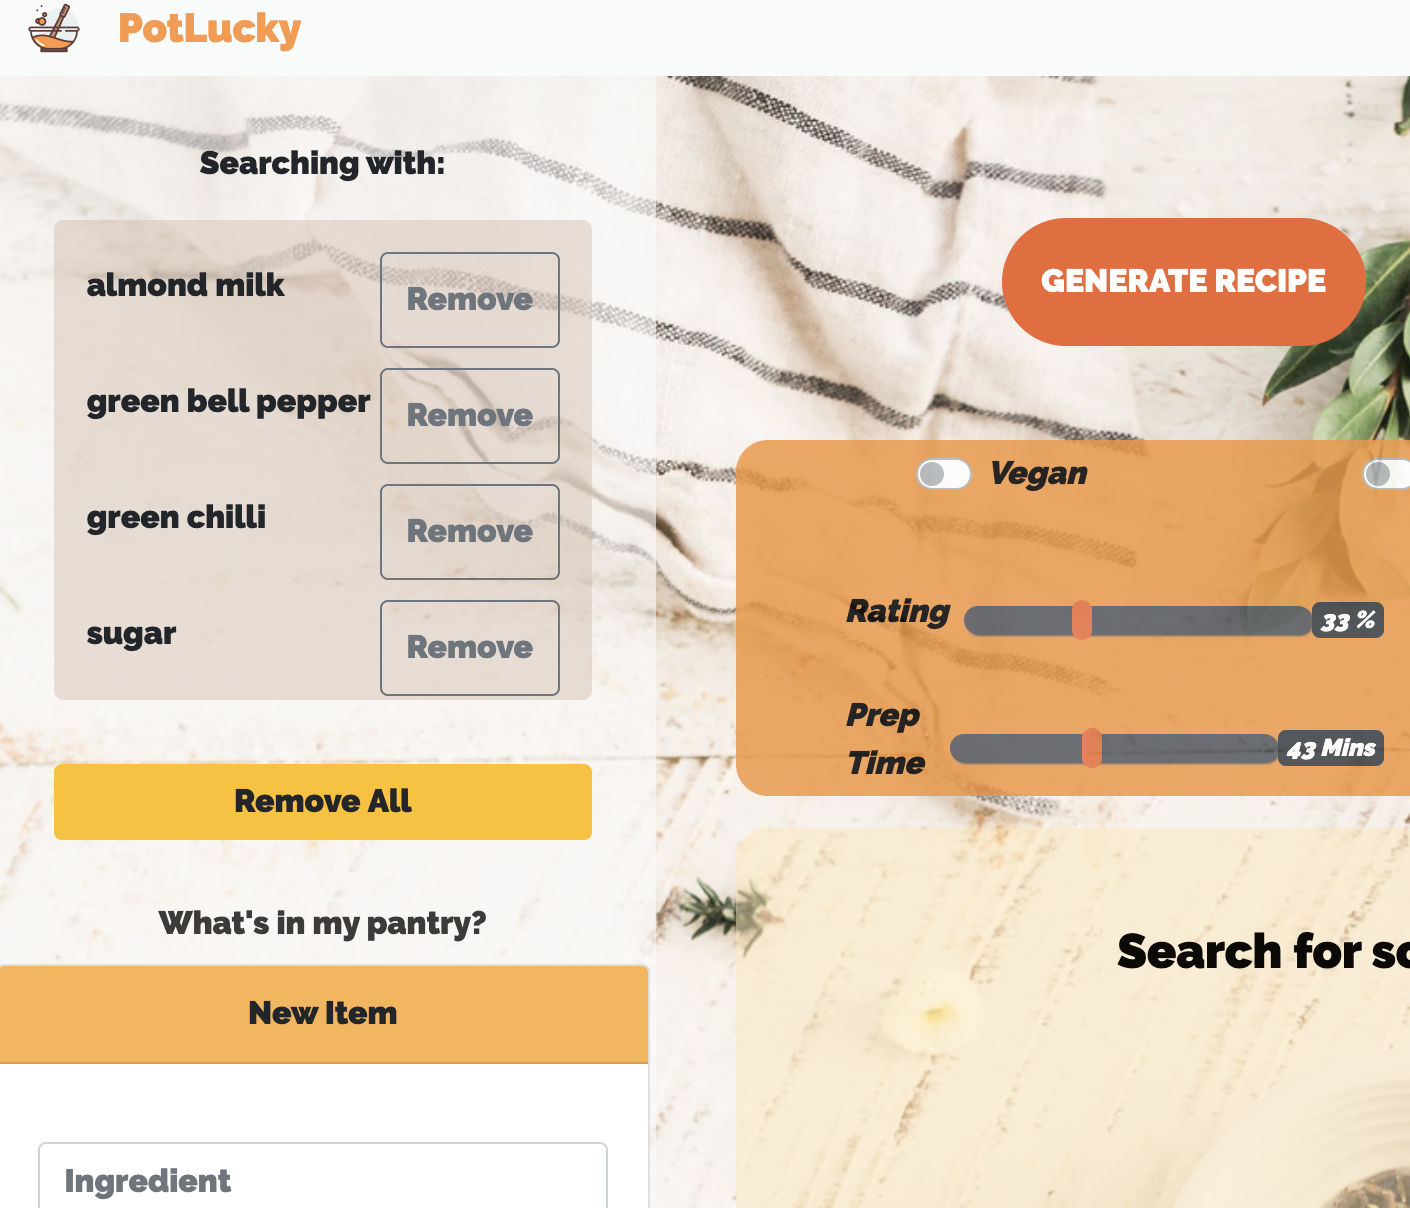 PotLucky
Searching with:
almond milk
Remove
green bell pepper
Remove
green chilli
Remove
sugar
Remove
Remove All
What's in my pantry?
New Item
Ingredient
GENERATE RECIPE
Vegan
Rating
33 %
Prep
Time
43 Mins
Search for